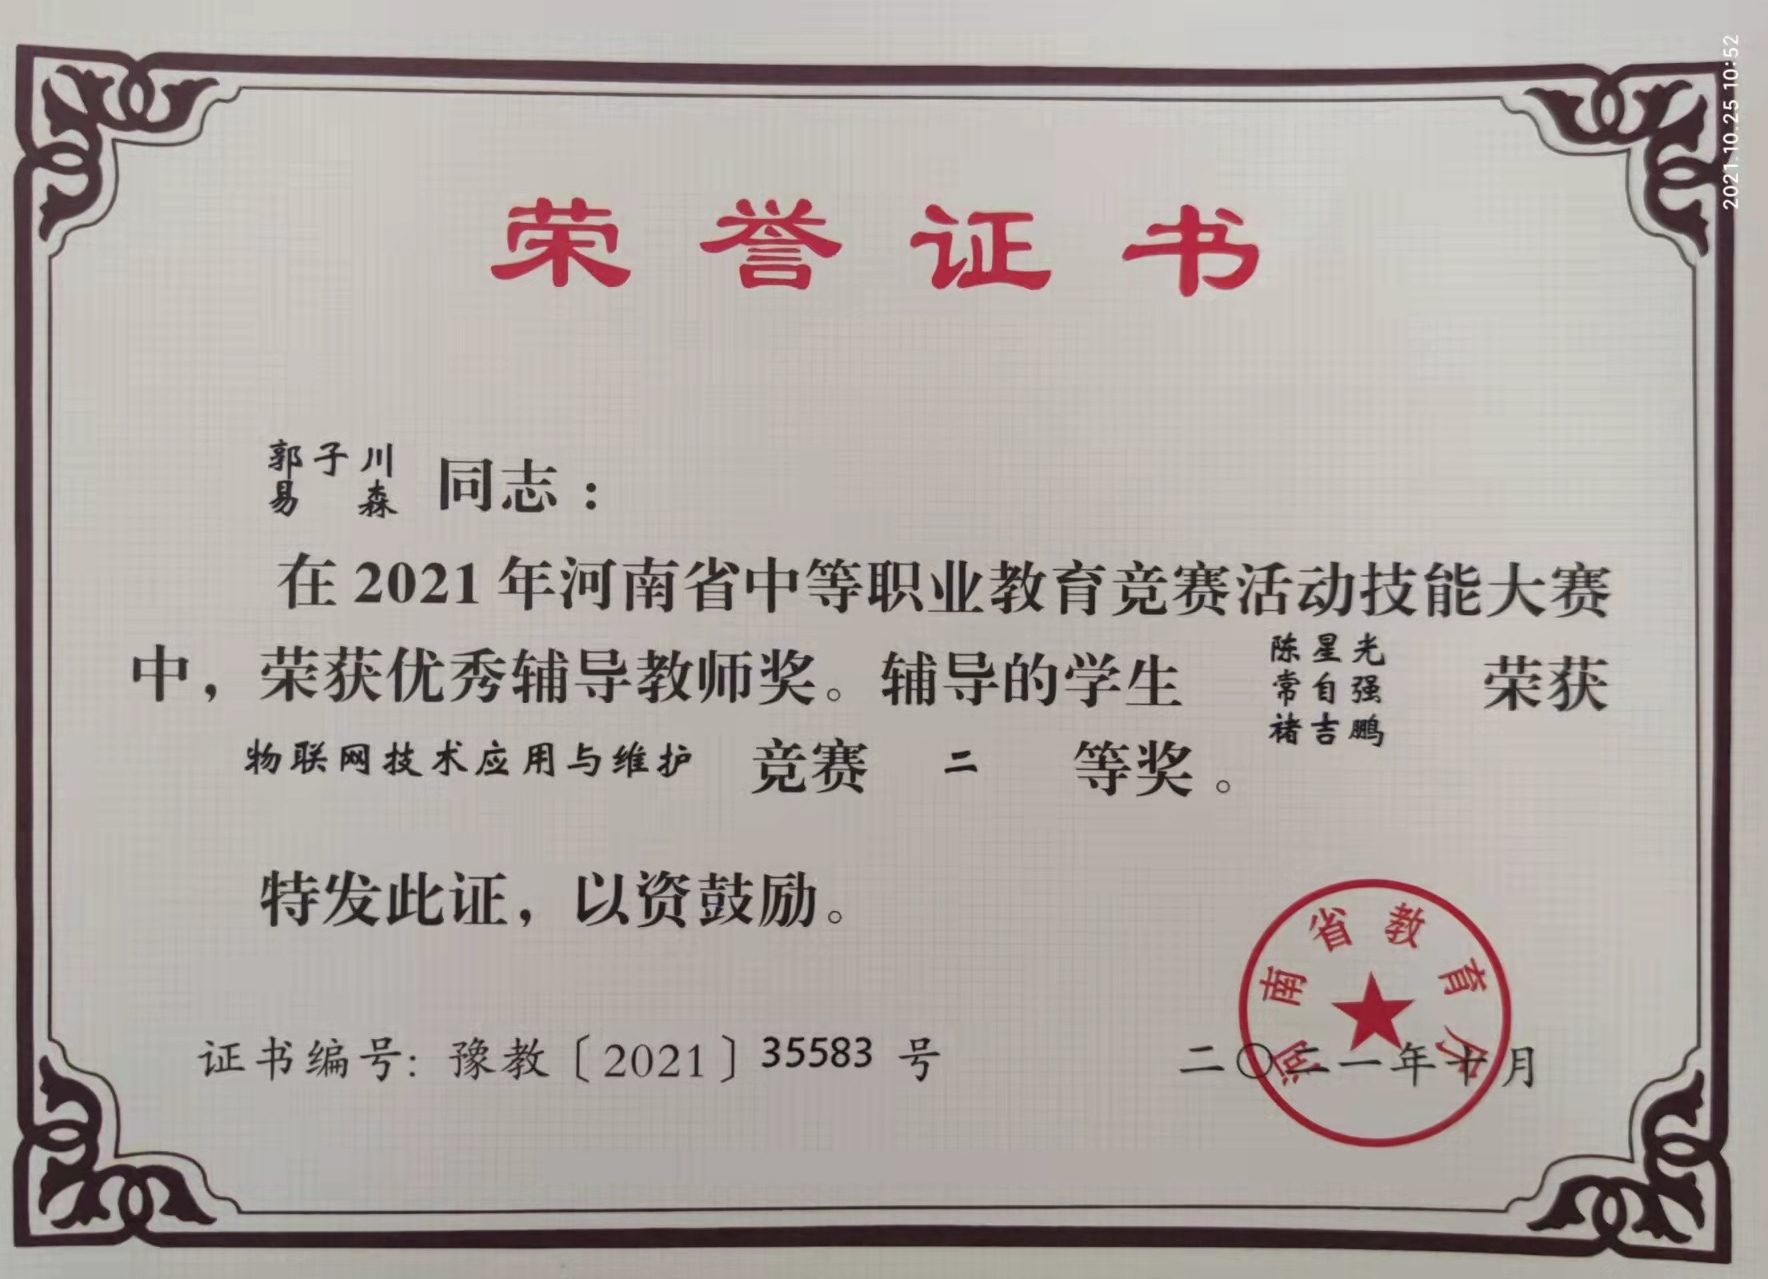 2021.10.25 10:52
荣誉证书
郭子川
易森 同志：
在2021年河南省中等职业教育竞赛活动技能大赛
中，荣获优秀辅导教师奖。辅导的学生 陈星光 荣获
常自强
褚吉鹏
物联网技术应用与维护 竞赛 二 等奖。
特发此证，以资鼓励。
河南省教育厅
证书编号：豫教〔2021〕35583 号
二〇二一年十月